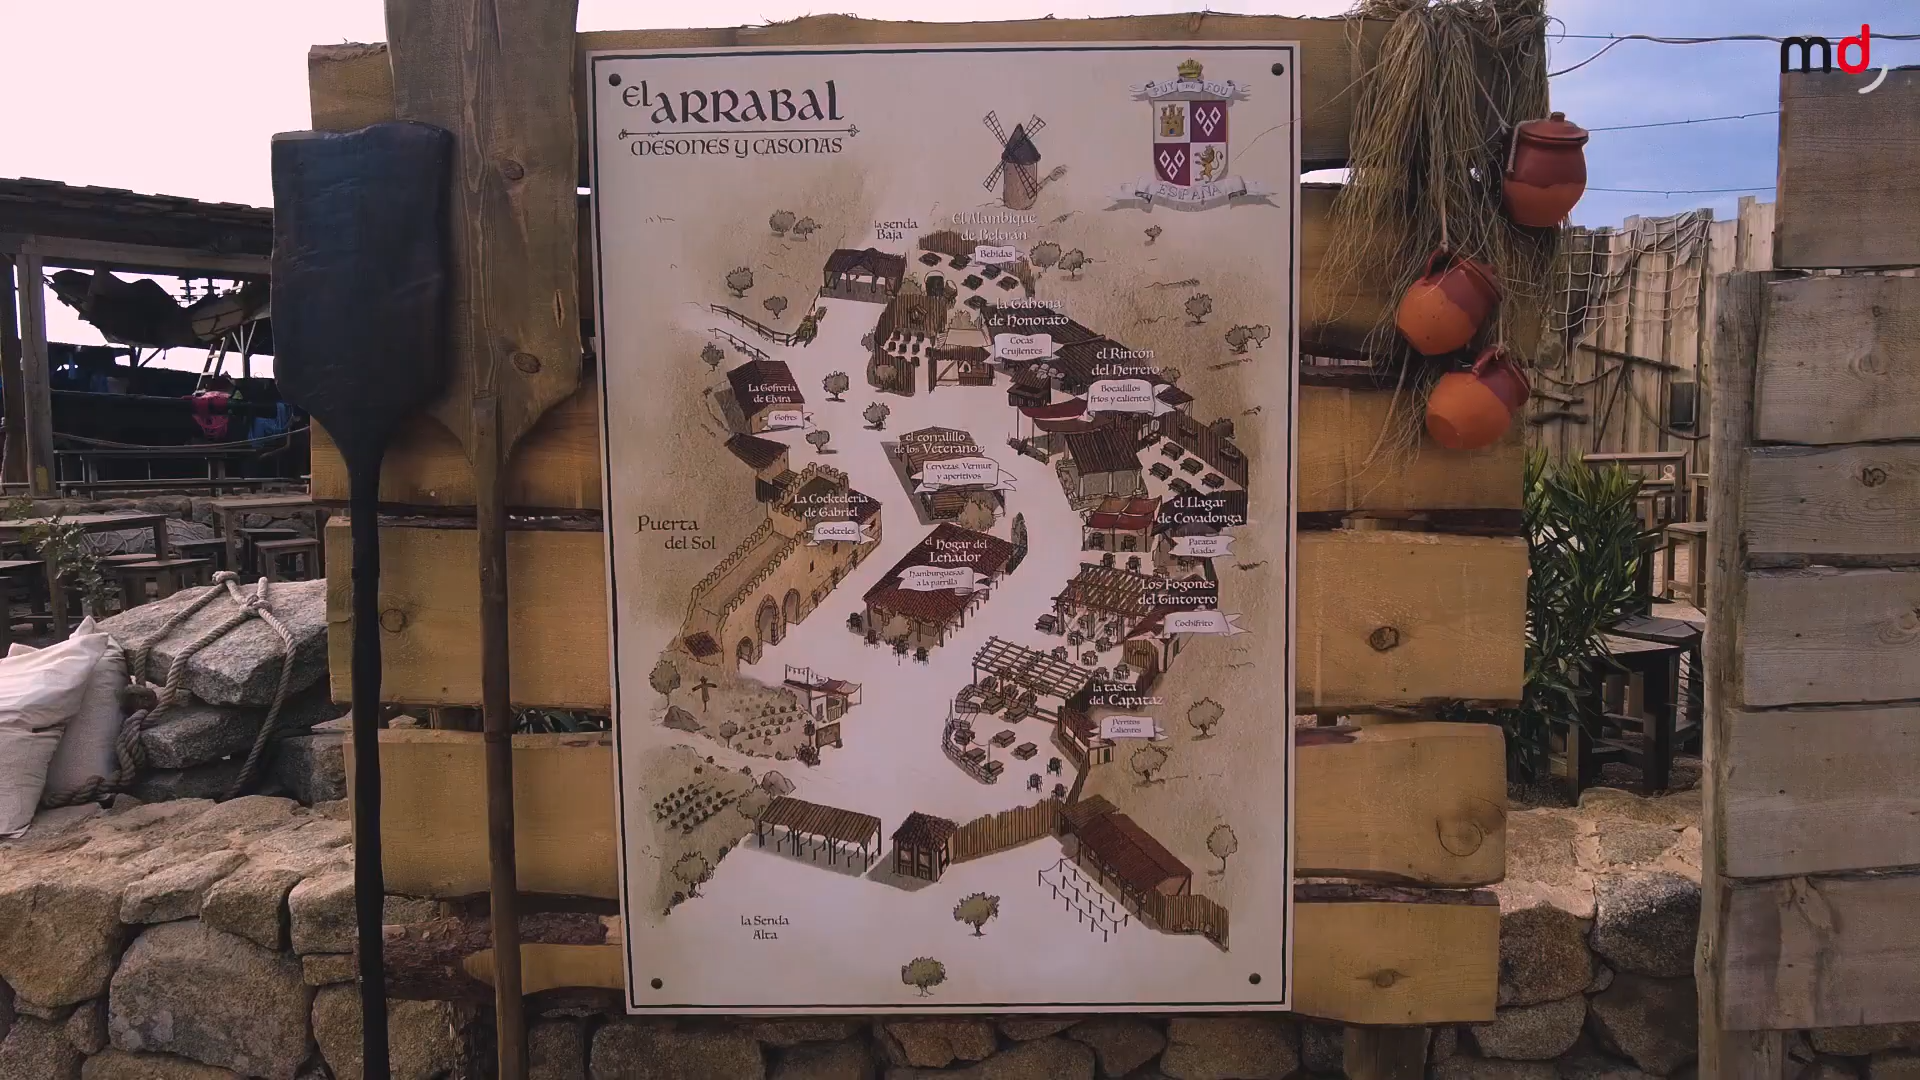 md
el ARRABAL
MESONES y CASONAS
PUY DU FOU
ESPAÑA
la senda
Baja
El Alambique
de Beltrán
Bebidas
la Tahona
de Honorato
Cocas
Crujientes
el Rincón
del Herrero
Bocadillos
fríos y calientes
La Gofrería
de Elvira
Gofres
el corralillo
de los Veteranos
Cervezas, Vermut
y aperitivos
La Cocktelería
de Gabriel
Cockteles
el Llagar
de Covadonga
Patatas
Asadas
Puerta
del Sol
el Hogar del
Leñador
Hamburguesas
a la parrilla
Los Fogones
del Tintorero
Cochifrito
la tasca
del Capataz
Perritos
Calientes
la Senda
Alta